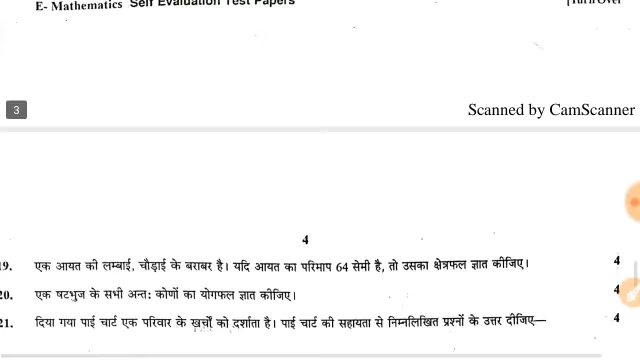 E- Mathematics Self Evaluation Test Papers [Turn Over
3
Scanned by CamScanner
4
19. एक आयत की लम्बाई, चौड़ाई के बराबर है। यदि आयत का परिमाप 64 सेमी है, तो उसका क्षेत्रफल ज्ञात कीजिए। 4
20. एक षटभुज के सभी अन्तः कोणों का योगफल ज्ञात कीजिए। 4
21. दिया गया पाई चार्ट एक परिवार के खर्चों को दर्शाता है। पाई चार्ट की सहायता से निम्नलिखित प्रश्नों के उत्तर दीजिए— 4